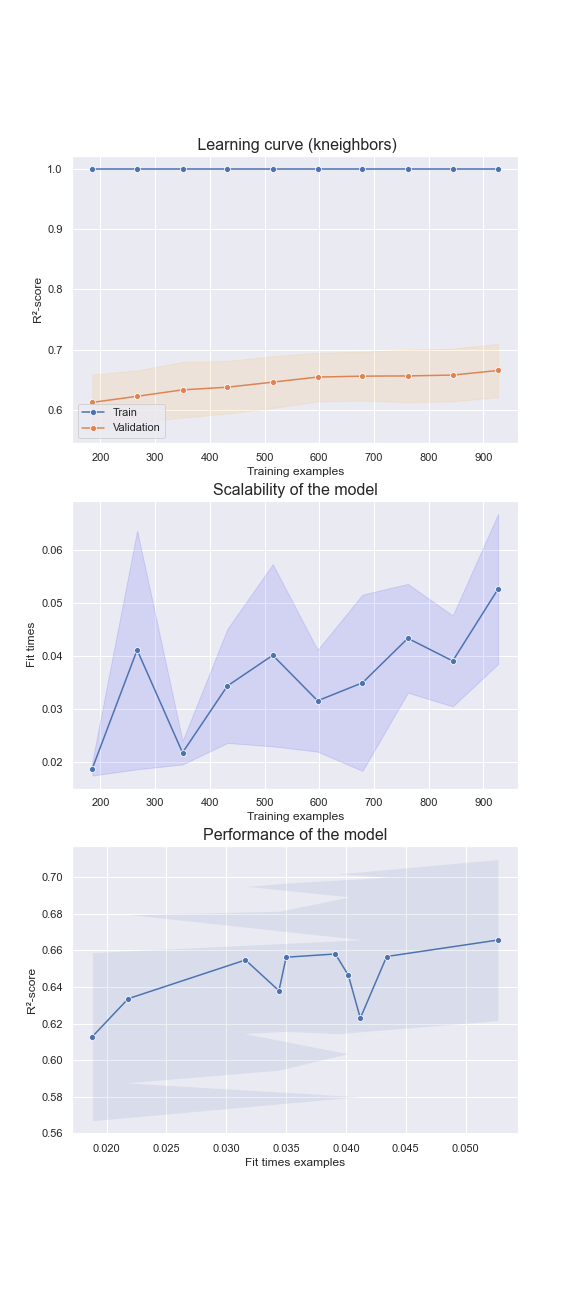 Learning curve (kneighbors)
1.0
0.9
0.8
0.7
0.6
R²-score
Train
Validation
200 300 400 500 600 700 800 900
Training examples
Scalability of the model
0.06
0.05
0.04
0.03
0.02
Fit times
200 300 400 500 600 700 800 900
Training examples
Performance of the model
0.70
0.68
0.66
0.64
0.62
0.60
0.58
0.56
R²-score
0.020 0.025 0.030 0.035 0.040 0.045 0.050
Fit times examples